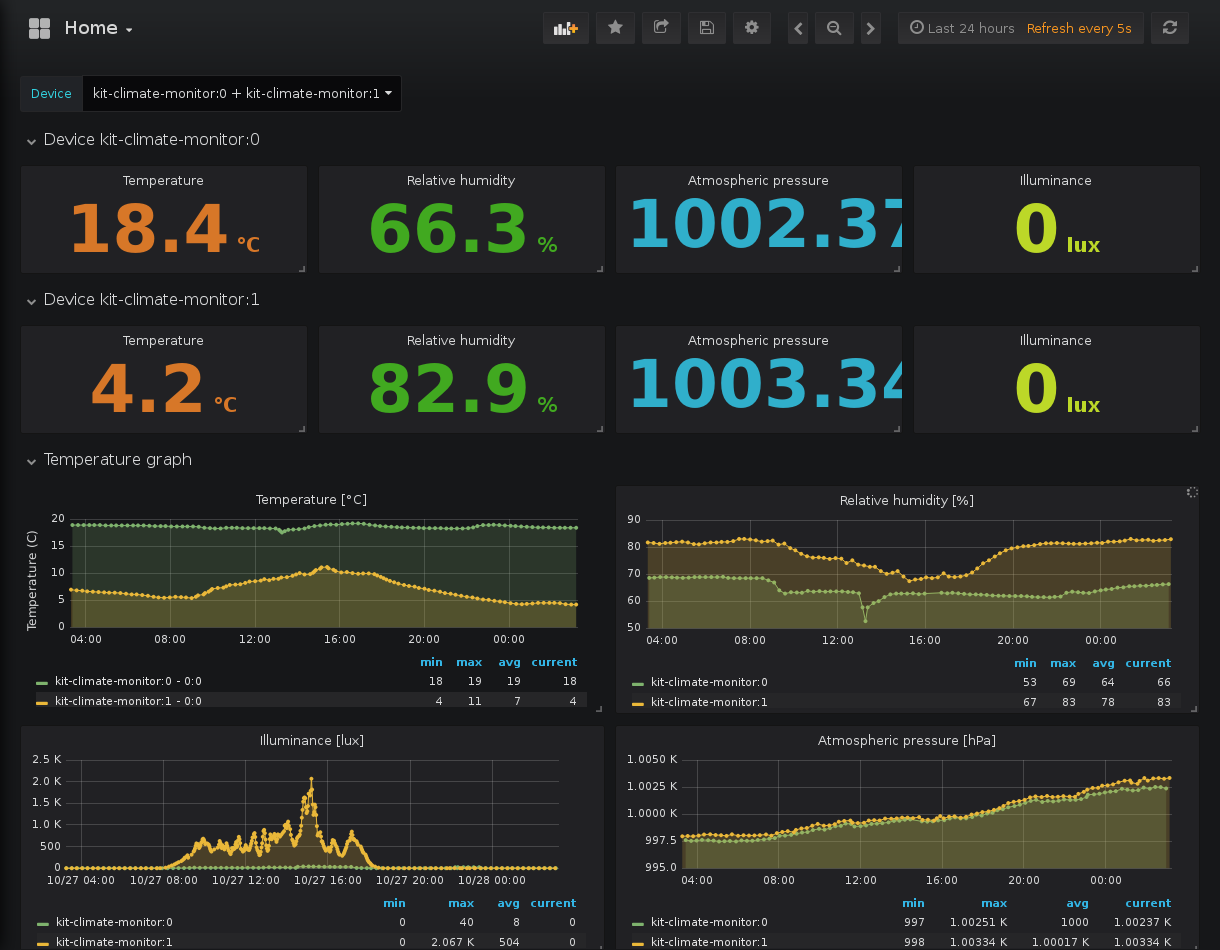 Home
Last 24 hours Refresh every 5s
Device kit-climate-monitor:0 + kit-climate-monitor:1
Device kit-climate-monitor:0
Temperature Relative humidity Atmospheric pressure Illuminance
18.4 °C 66.3 % 1002.37 0 lux
Device kit-climate-monitor:1
Temperature Relative humidity Atmospheric pressure Illuminance
4.2 °C 82.9 % 1003.34 0 lux
Temperature graph
Temperature [°C]
Temperature (C)
20
15
10
5
0
04:00 08:00 12:00 16:00 20:00 00:00
min max avg current
kit-climate-monitor:0 - 0:0 18 19 19 18
kit-climate-monitor:1 - 0:0 4 11 7 4
Relative humidity [%]
90
80
70
60
50
04:00 08:00 12:00 16:00 20:00 00:00
min max avg current
kit-climate-monitor:0 53 69 64 66
kit-climate-monitor:1 67 83 78 83
Illuminance [lux]
2.5 K
2.0 K
1.5 K
1.0 K
500
0
10/27 04:00 10/27 08:00 10/27 12:00 10/27 16:00 10/27 20:00 10/28 00:00
min max avg current
kit-climate-monitor:0 0 40 8 0
kit-climate-monitor:1 0 2.067 K 504 0
Atmospheric pressure [hPa]
1.0050 K
1.0025 K
1.0000 K
997.5
995.0
04:00 08:00 12:00 16:00 20:00 00:00
min max avg current
kit-climate-monitor:0 997 1.00251 K 1000 1.00237 K
kit-climate-monitor:1 998 1.00334 K 1.00017 K 1.00334 K